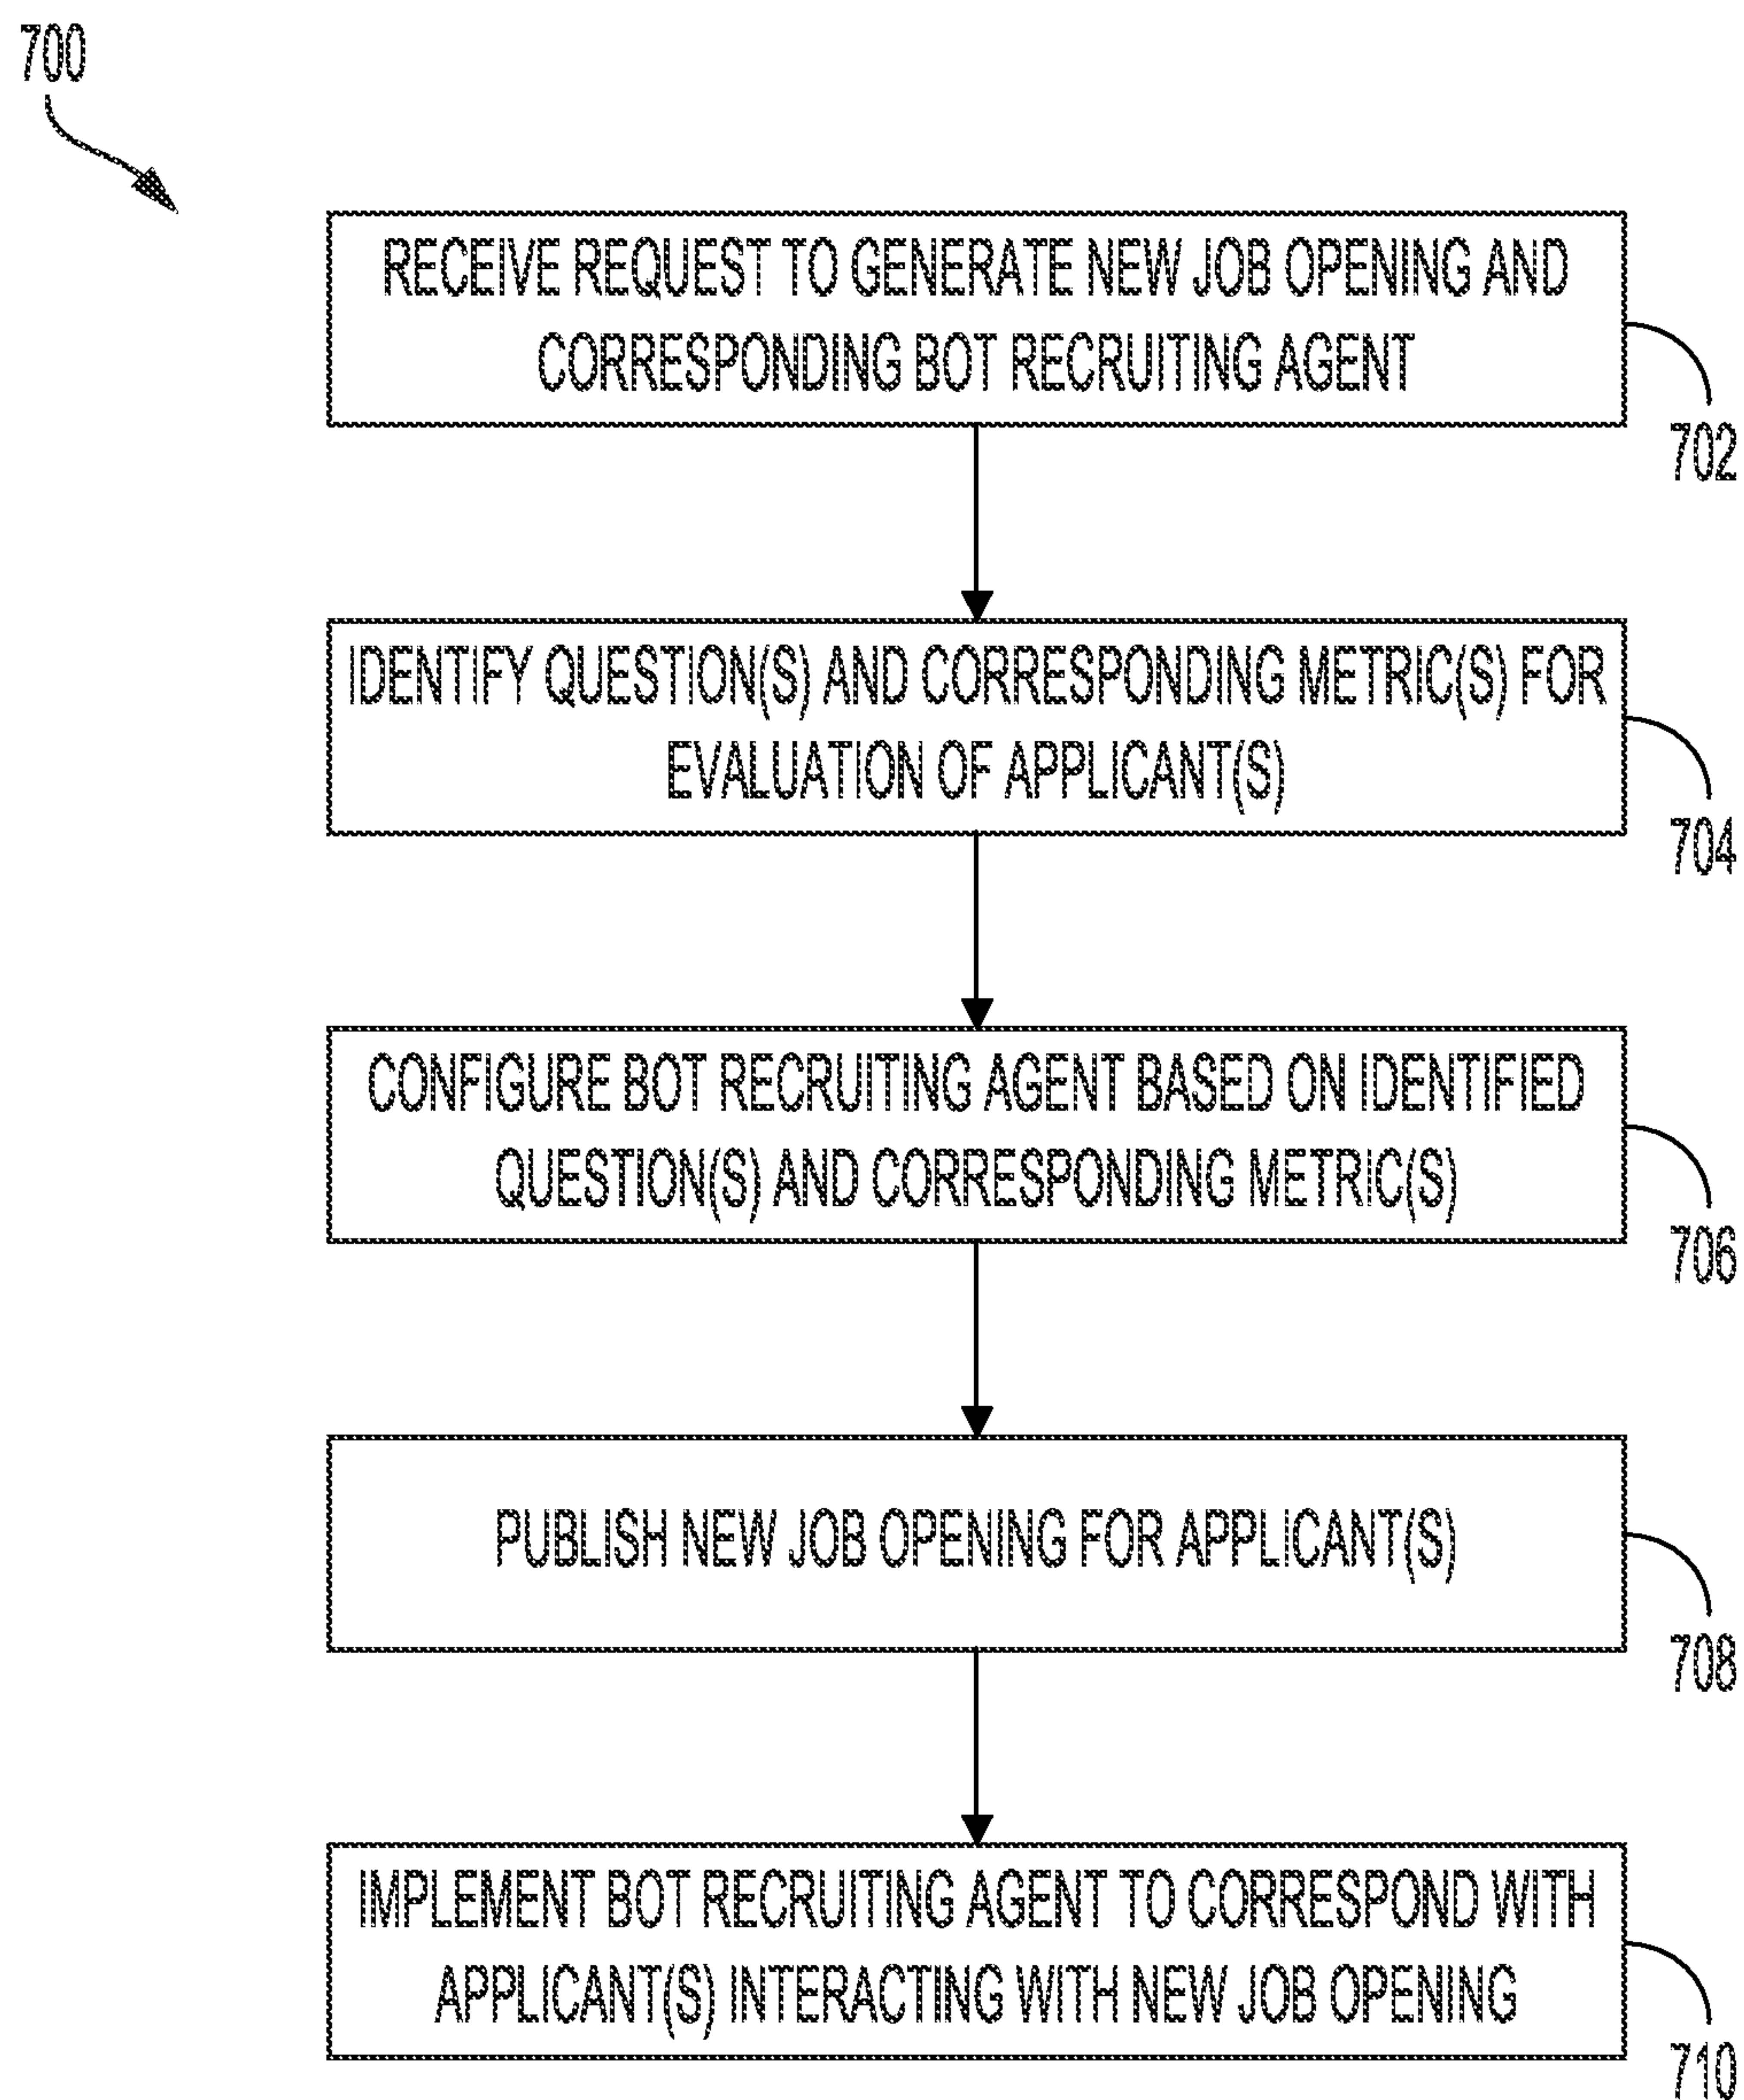 700
RECEIVE REQUEST TO GENERATE NEW JOB OPENING AND
CORRESPONDING BOT RECRUITING AGENT
702
IDENTIFY QUESTION(S) AND CORRESPONDING METRIC(S) FOR
EVALUATION OF APPLICANT(S)
704
CONFIGURE BOT RECRUITING AGENT BASED ON IDENTIFIED
QUESTION(S) AND CORRESPONDING METRIC(S)
706
PUBLISH NEW JOB OPENING FOR APPLICANT(S)
708
IMPLEMENT BOT RECRUITING AGENT TO CORRESPOND WITH
APPLICANT(S) INTERACTING WITH NEW JOB OPENING
710